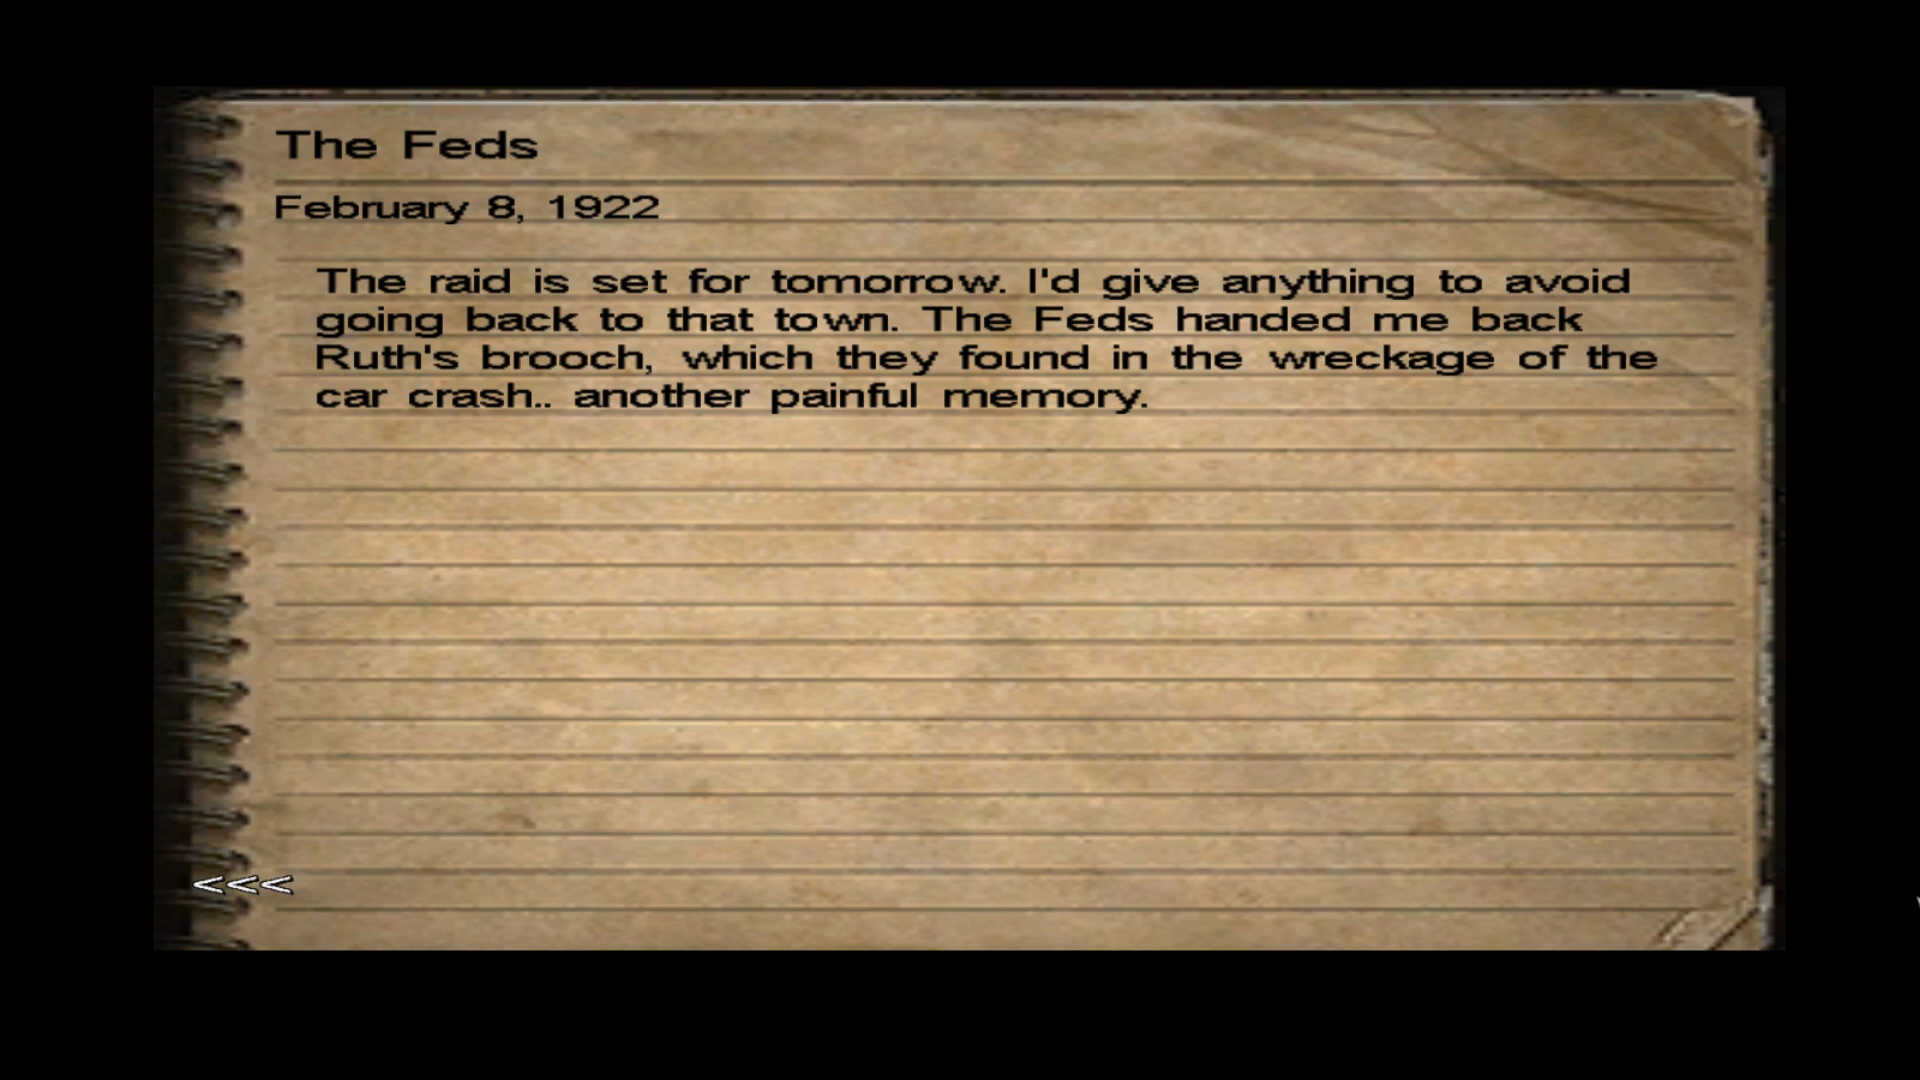 The Feds
February 8, 1922
The raid is set for tomorrow. I'd give anything to avoid
going back to that town. The Feds handed me back
Ruth's brooch, which they found in the wreckage of the
car crash.. another painful memory.
<<<